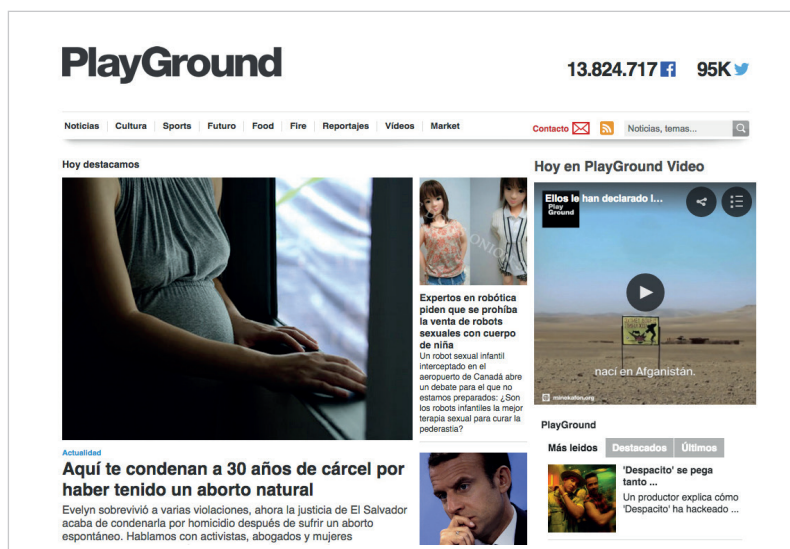 PlayGround
13.824.717
95K
Noticias
Cultura
Sports
Futuro
Food
Fire
Reportajes
Vídeos
Market
Contacto
Noticias, temas...
Hoy destacamos
Expertos en robótica
piden que se prohíba
la venta de robots
sexuales con cuerpo
de niña
Un robot sexual infantil
interceptado en el
aeropuerto de Canadá abre
un debate para el que no
estamos preparados: ¿Son
los robots infantiles la mejor
terapia sexual para curar la
pederastia?
Actualidad
Aquí te condenan a 30 años de cárcel por
haber tenido un aborto natural
Evelyn sobrevivió a varias violaciones, ahora la justicia de El Salvador
acaba de condenarla por homicidio después de sufrir un aborto
espontáneo. Hablamos con activistas, abogados y mujeres
Hoy en PlayGround Video
Ellos le han declarado l...
Play
Ground
nací en Afganistán.
minekafon.org
PlayGround
Más leidos
Destacados
Últimos
'Despacito' se pega
tanto ...
Un productor explica cómo
'Despacito' ha hackeado ...